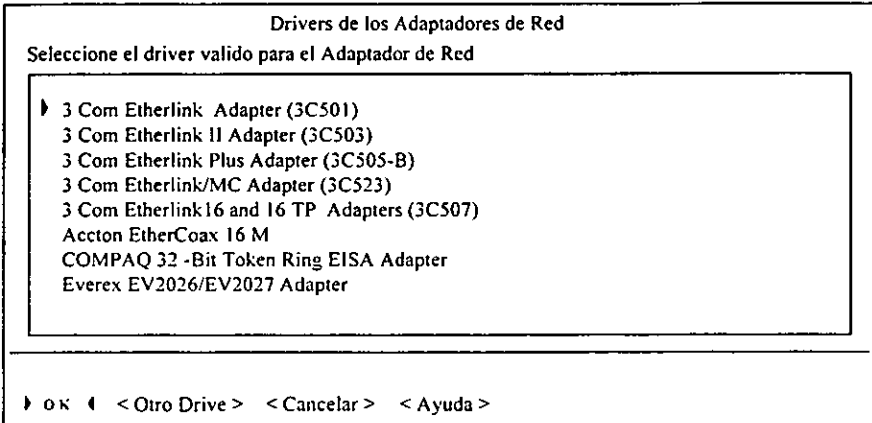 Drivers de los Adaptadores de Red
Seleccione el driver valido para el Adaptador de Red
3 Com Etherlink Adapter (3C501)
3 Com Etherlink II Adapter (3C503)
3 Com Etherlink Plus Adapter (3C505-B)
3 Com Etherlink/MC Adapter (3C523)
3 Com Etherlink16 and 16 TP Adapters (3C507)
Accton EtherCoax 16 M
COMPAQ 32 -Bit Token Ring EISA Adapter
Everex EV2026/EV2027 Adapter
OK < Otro Drive > < Cancelar > < Ayuda >